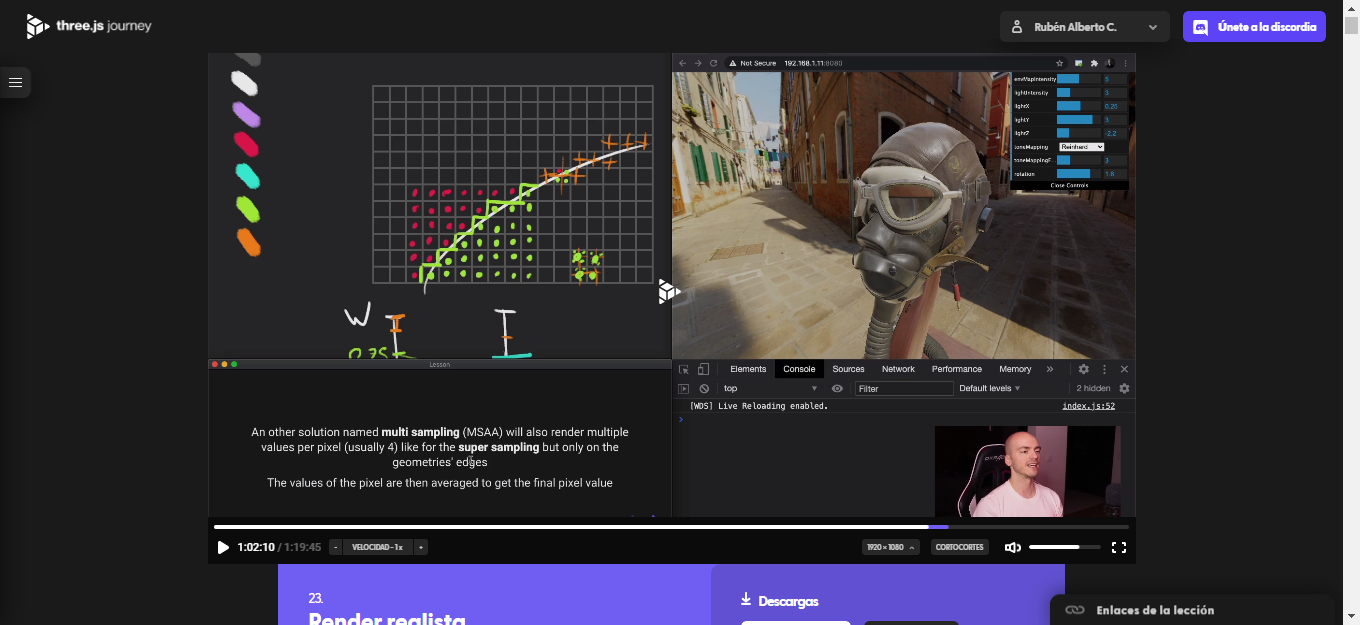 three.js journey
Rubén Alberto C.
Únete a la discordia
Not Secure 192.168.1.11:8080
envMapIntensity 5
lightIntensity 3
lightX 0.25
lightY 3
lightZ -2.2
toneMapping Reinhard
toneMappingE... 3
rotation 1.6
Close Controls
W I I
0.75
Lesson
An other solution named multi sampling (MSAA) will also render multiple
values per pixel (usually 4) like for the super sampling but only on the
geometries' edges
The values of the pixel are then averaged to get the final pixel value
Elements Console Sources Network Performance Memory »
top Filter Default levels 2 hidden
[WDS] Live Reloading enabled. index.js:52
1:02:10 / 1:19:45 - VELOCIDAD - 1x + 1920 × 1080 CORTOCORTES
23.
Render realista
Descargas
Enlaces de la lección